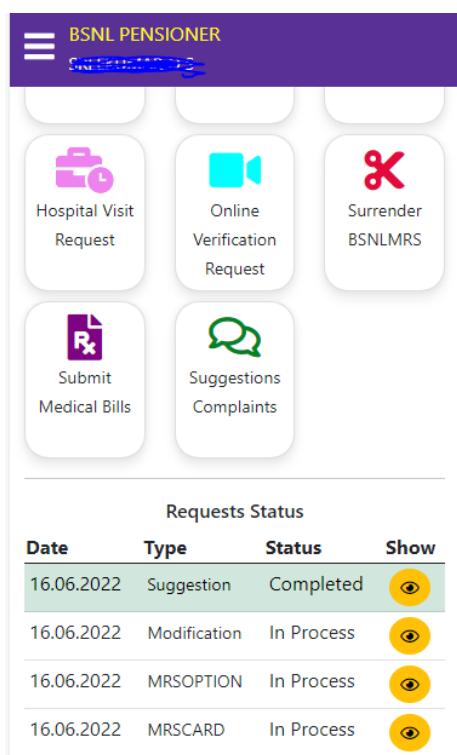 BSNL PENSIONER
Hospital Visit
Request
Online
Verification
Request
Surrender
BSNLMRS
Rx
Submit
Medical Bills
Suggestions
Complaints
Requests Status
Date Type Status Show
16.06.2022 Suggestion Completed
16.06.2022 Modification In Process
16.06.2022 MRSOPTION In Process
16.06.2022 MRSCARD In Process